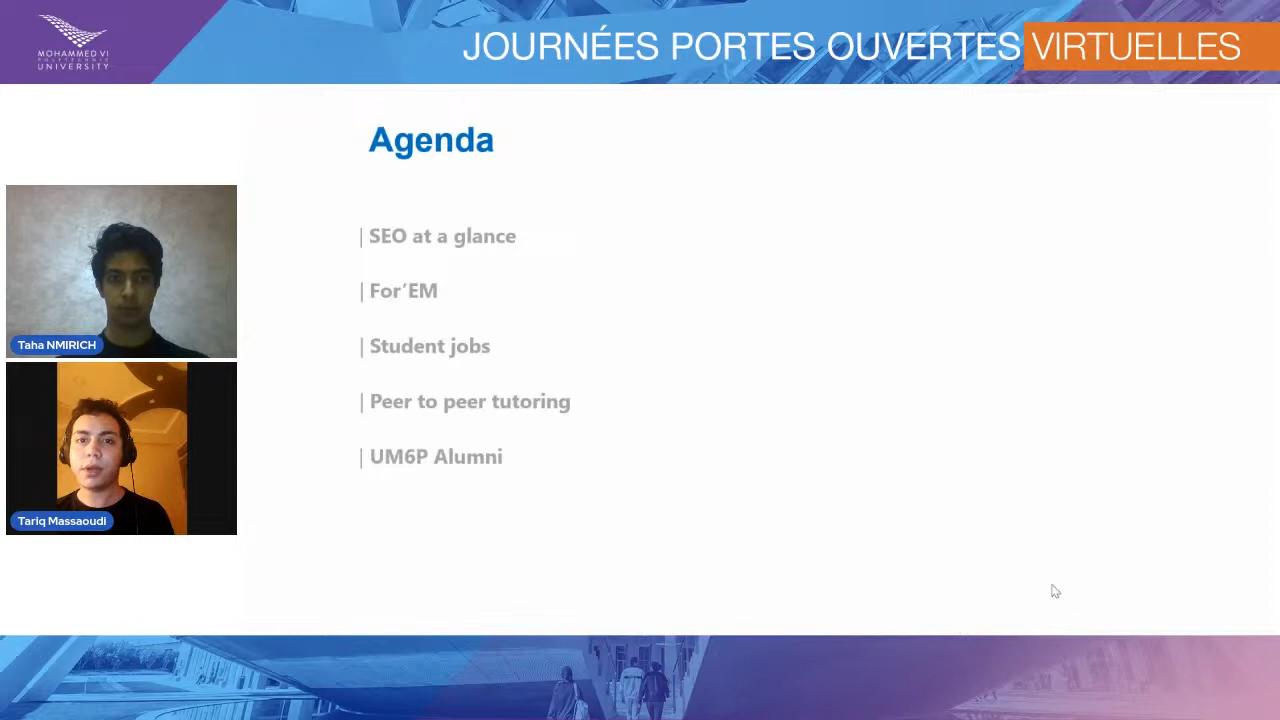 MOHAMMED VI
POLYTECHNIC
UNIVERSITY
JOURNÉES PORTES OUVERTES VIRTUELLES
Agenda
| SEO at a glance
| For'EM
| Student jobs
| Peer to peer tutoring
| UM6P Alumni
Taha NMIRICH
Tariq Massaoudi